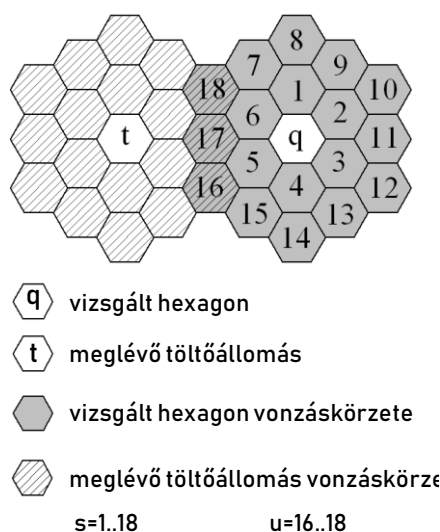 8
7 9
18 1 10
6 2
t 17 q 11
5 3
16 4 12
15 13
14
q vizsgált hexagon
t meglévő töltőállomás
vizsgált hexagon vonzáskörzete
meglévő töltőállomás vonzáskörze
s=1..18 u=16..18